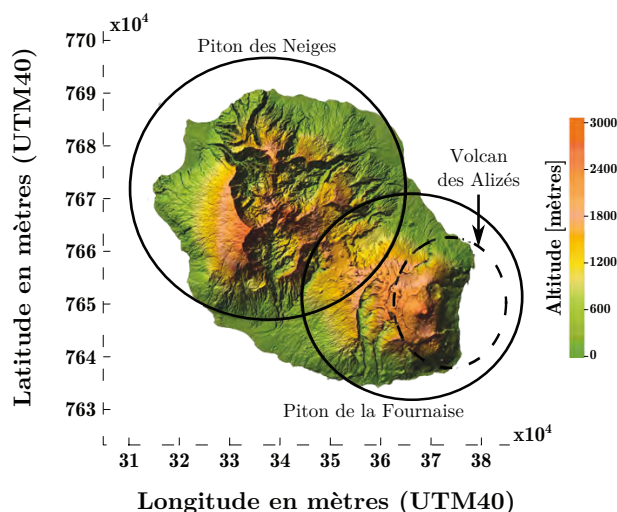 x10⁴
Piton des Neiges
770
769
768
767
766
765
764
763
Latitude en mètres (UTM40)
Volcan
des Alizés
Altitude [mètres]
3000
2400
1800
1200
600
0
Piton de la Fournaise
31 32 33 34 35 36 37 38
x10⁴
Longitude en mètres (UTM40)